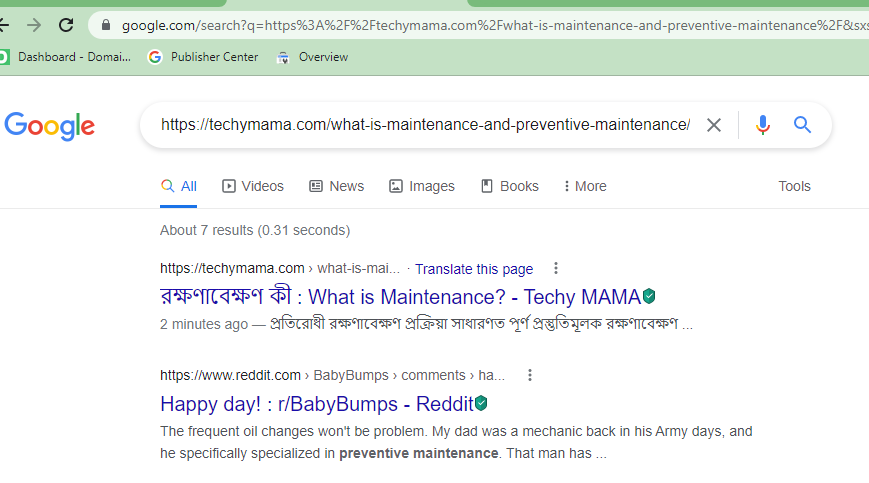 google.com/search?q=https%3A%2F%2Ftechymama.com%2Fwhat-is-maintenance-and-preventive-maintenance%2F&sxs
Dashboard - Domai... Publisher Center Overview
Google
https://techymama.com/what-is-maintenance-and-preventive-maintenance/
All Videos News Images Books More Tools
About 7 results (0.31 seconds)
https://techymama.com › what-is-mai... · Translate this page
রক্ষণাবেক্ষণ কী : What is Maintenance? - Techy MAMA
2 minutes ago — প্রতিরোধী রক্ষণাবেক্ষণ প্রক্রিয়া সাধারণত পূর্ণ প্রস্তুতিমূলক রক্ষণাবেক্ষণ ...
https://www.reddit.com › BabyBumps › comments › ha...
Happy day! : r/BabyBumps - Reddit
The frequent oil changes won't be problem. My dad was a mechanic back in his Army days, and
he specifically specialized in preventive maintenance. That man has ...